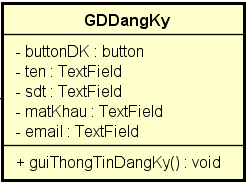 GDDangKy
- buttonDK : button
- ten : TextField
- sdt : TextField
- matKhau : TextField
- email : TextField
+ guiThongTinDangKy() : void